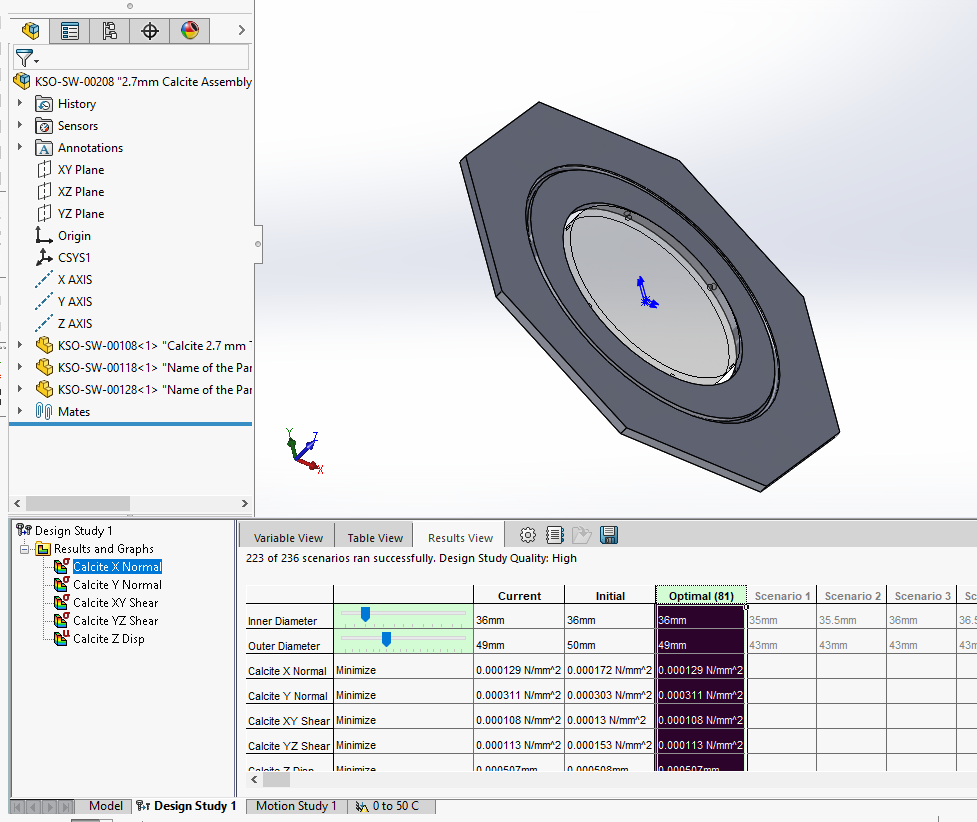 KSO-SW-00208 "2.7mm Calcite Assembly
History
Sensors
Annotations
XY Plane
XZ Plane
YZ Plane
Origin
CSYS1
X AXIS
Y AXIS
Z AXIS
KSO-SW-00108<1> "Calcite 2.7 mm T
KSO-SW-00118<1> "Name of the Par
KSO-SW-00128<1> "Name of the Par
Mates
Y
Z
X
Design Study 1
Results and Graphs
Calcite X Normal
Calcite Y Normal
Calcite XY Shear
Calcite YZ Shear
Calcite Z Disp
Variable View Table View Results View
223 of 236 scenarios ran successfully. Design Study Quality: High
Current Initial Optimal (81) Scenario 1 Scenario 2 Scenario 3 Sc
Inner Diameter 36mm 36mm 36mm 35mm 35.5mm 36mm 36.5
Outer Diameter 49mm 50mm 49mm 43mm 43mm 43mm 43mm
Calcite X Normal Minimize 0.000129 N/mm^2 0.000172 N/mm^2 0.000129 N/mm^2
Calcite Y Normal Minimize 0.000311 N/mm^2 0.000303 N/mm^2 0.000311 N/mm^2
Calcite XY Shear Minimize 0.000108 N/mm^2 0.00013 N/mm^2 0.000108 N/mm^2
Calcite YZ Shear Minimize 0.000113 N/mm^2 0.000153 N/mm^2 0.000113 N/mm^2
Calcite Z Disp Minimize 0.000507mm 0.000508mm 0.000507mm
Model Design Study 1 Motion Study 1 0 to 50 C